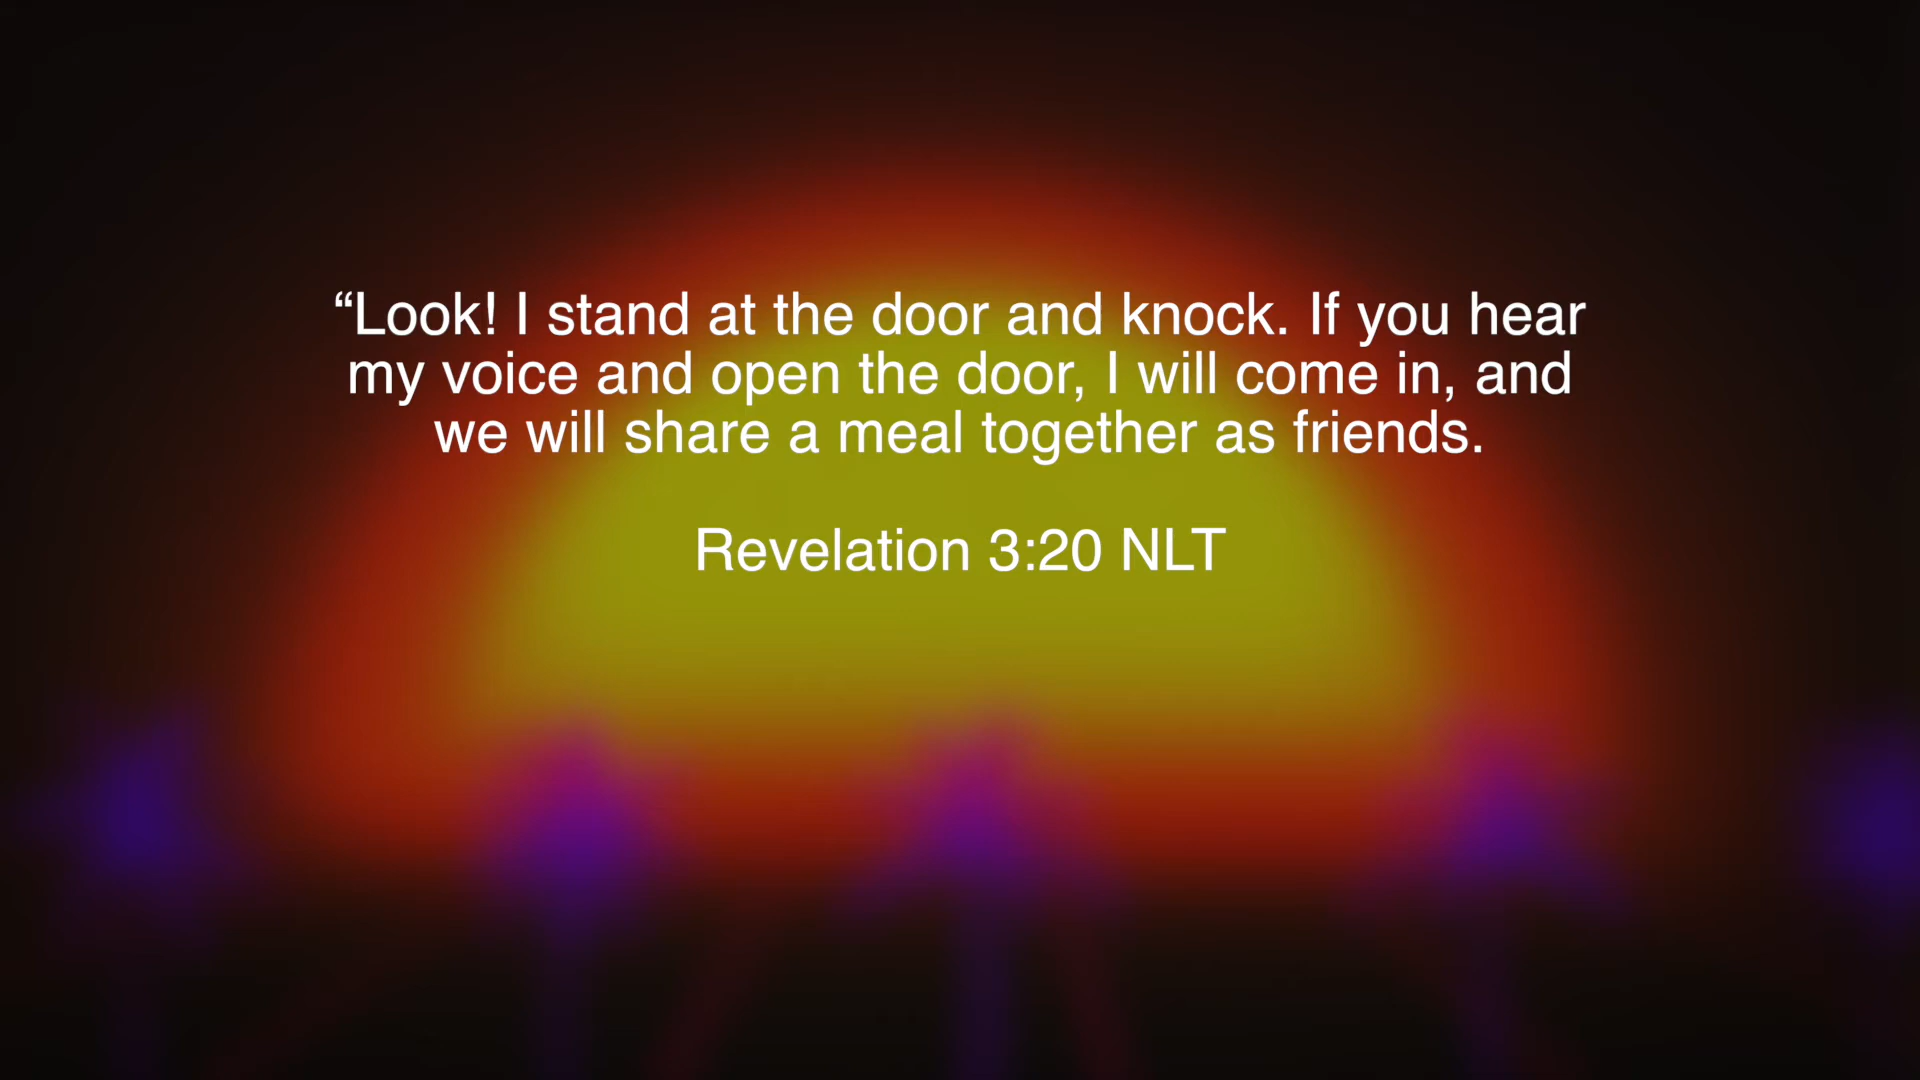 “Look! I stand at the door and knock. If you hear
my voice and open the door, I will come in, and
we will share a meal together as friends.
Revelation 3:20 NLT